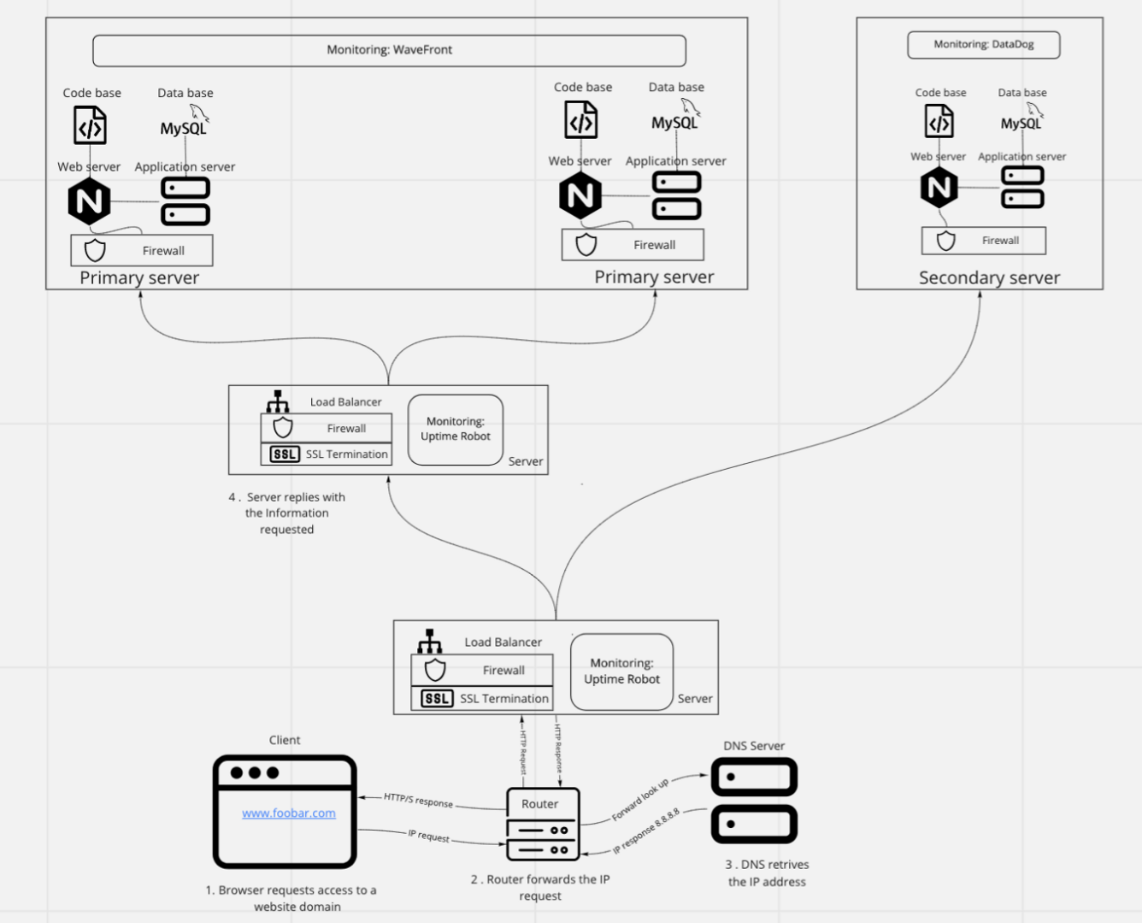 Monitoring: WaveFront
Code base
Data base
MySQL
Web server
Application server
N
Firewall
Primary server
Code base
Data base
MySQL
Web server
Application server
N
Firewall
Primary server
Monitoring: DataDog
Code base
Data base
MySQL
Web server
Application server
N
Firewall
Secondary server
Load Balancer
Firewall
SSL
SSL Termination
Monitoring:
Uptime Robot
Server
4 . Server replies with
the Information
requested
Load Balancer
Firewall
SSL
SSL Termination
Monitoring:
Uptime Robot
Server
HTTP Request
HTTP Response
Client
www.foobar.com
1. Browser requests access to a
website domain
HTTP/S response
IP request
Router
2 . Router forwards the IP
request
Forward look up
IP response 8.8.8.8
DNS Server
3 . DNS retrives
the IP address